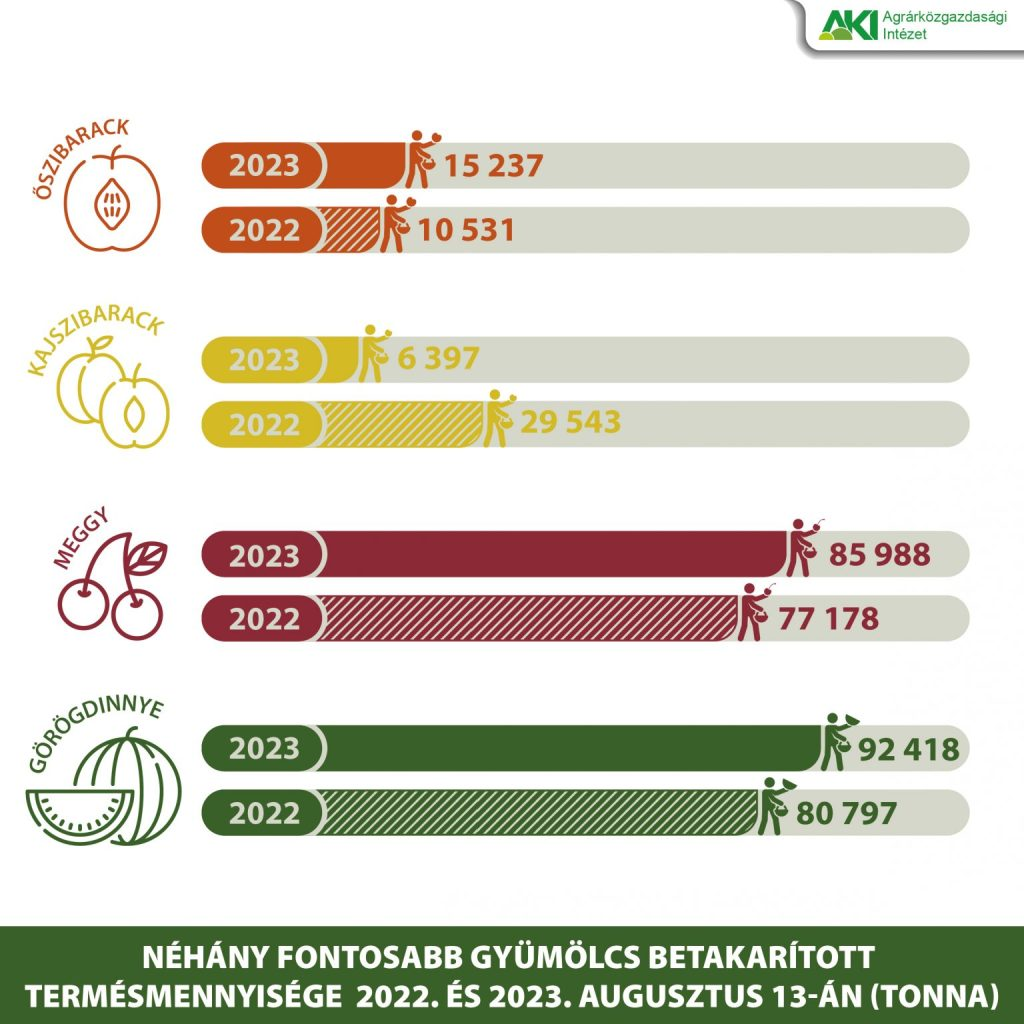 AKI Agrárközgazdasági
Intézet
ŐSZIBARACK
2023 15 237
2022 10 531
KAJSZIBARACK
2023 6 397
2022 29 543
MEGGY
2023 85 988
2022 77 178
GÖRÖGDINNYE
2023 92 418
2022 80 797
NÉHÁNY FONTOSABB GYÜMÖLCS BETAKARÍTOTT
TERMÉSMENNYISÉGE 2022. ÉS 2023. AUGUSZTUS 13-ÁN (TONNA)